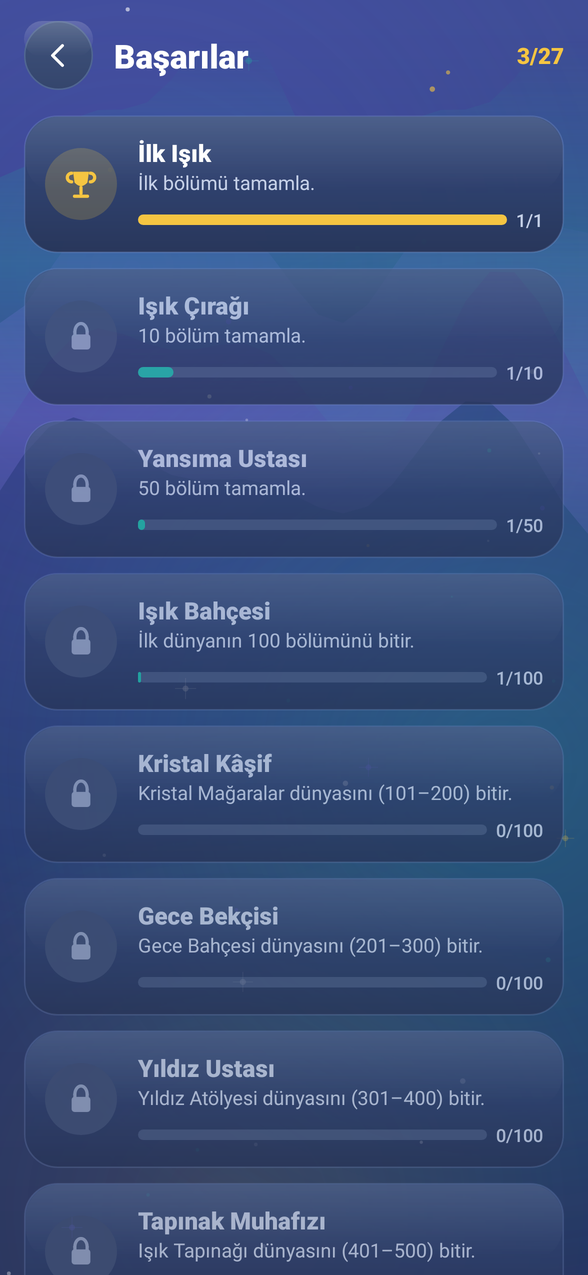 Başarılar
3/27
İlk Işık
İlk bölümü tamamla.
1/1
Işık Çırağı
10 bölüm tamamla.
1/10
Yansıma Ustası
50 bölüm tamamla.
1/50
Işık Bahçesi
İlk dünyanın 100 bölümünü bitir.
1/100
Kristal Kâşif
Kristal Mağaralar dünyasını (101–200) bitir.
0/100
Gece Bekçisi
Gece Bahçesi dünyasını (201–300) bitir.
0/100
Yıldız Ustası
Yıldız Atölyesi dünyasını (301–400) bitir.
0/100
Tapınak Muhafızı
Işık Tapınağı dünyasını (401–500) bitir.